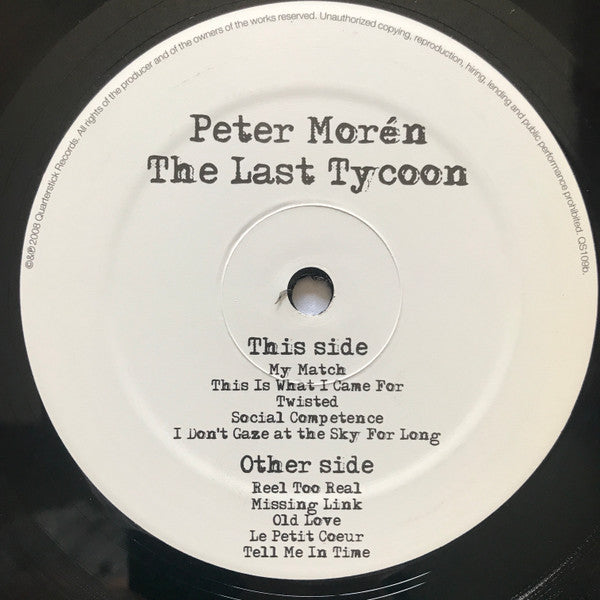 ©&℗ 2008 Quarterstick Records. All rights of the producer and of the owners of the works reserved. Unauthorized copying, reproduction, hiring, lending and public performance prohibited. QS109b.
Peter Morén
The Last Tycoon
This side
My Match
This Is What I Came For
Twisted
Social Competence
I Don't Gaze at the Sky For Long
Other side
Reel Too Real
Missing Link
Old Love
Le Petit Coeur
Tell Me In Time